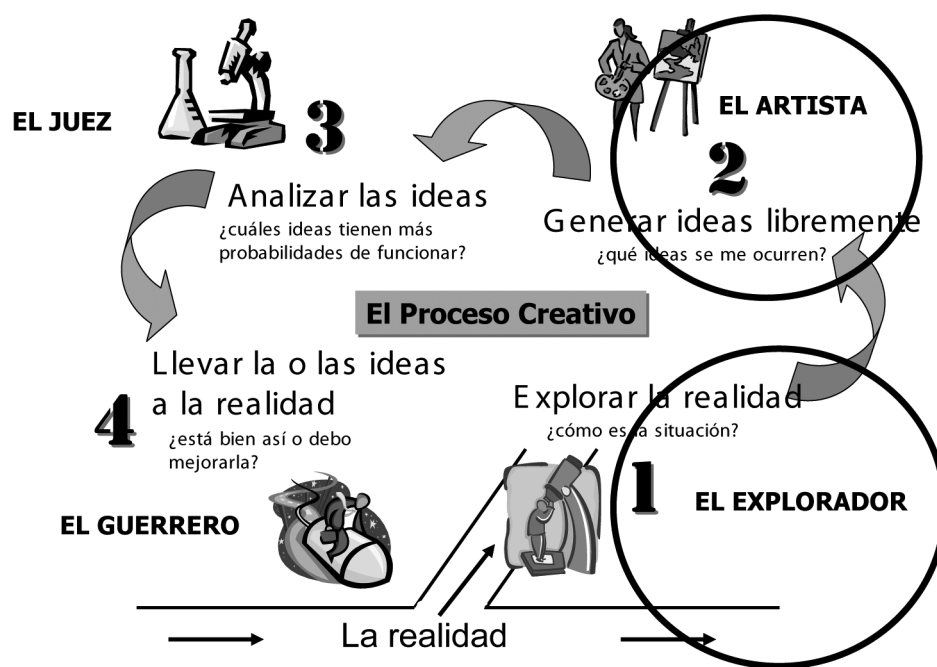 EL JUEZ
3
Analizar las ideas
¿cuáles ideas tienen más
probabilidades de funcionar?
EL ARTISTA
2
Generar ideas libremente
¿qué ideas se me ocurren?
El Proceso Creativo
Llevar la o las ideas
4 a la realidad
¿está bien así o debo
mejorarla?
EL GUERRERO
Explorar la realidad
¿cómo es la situación?
1
EL EXPLORADOR
La realidad